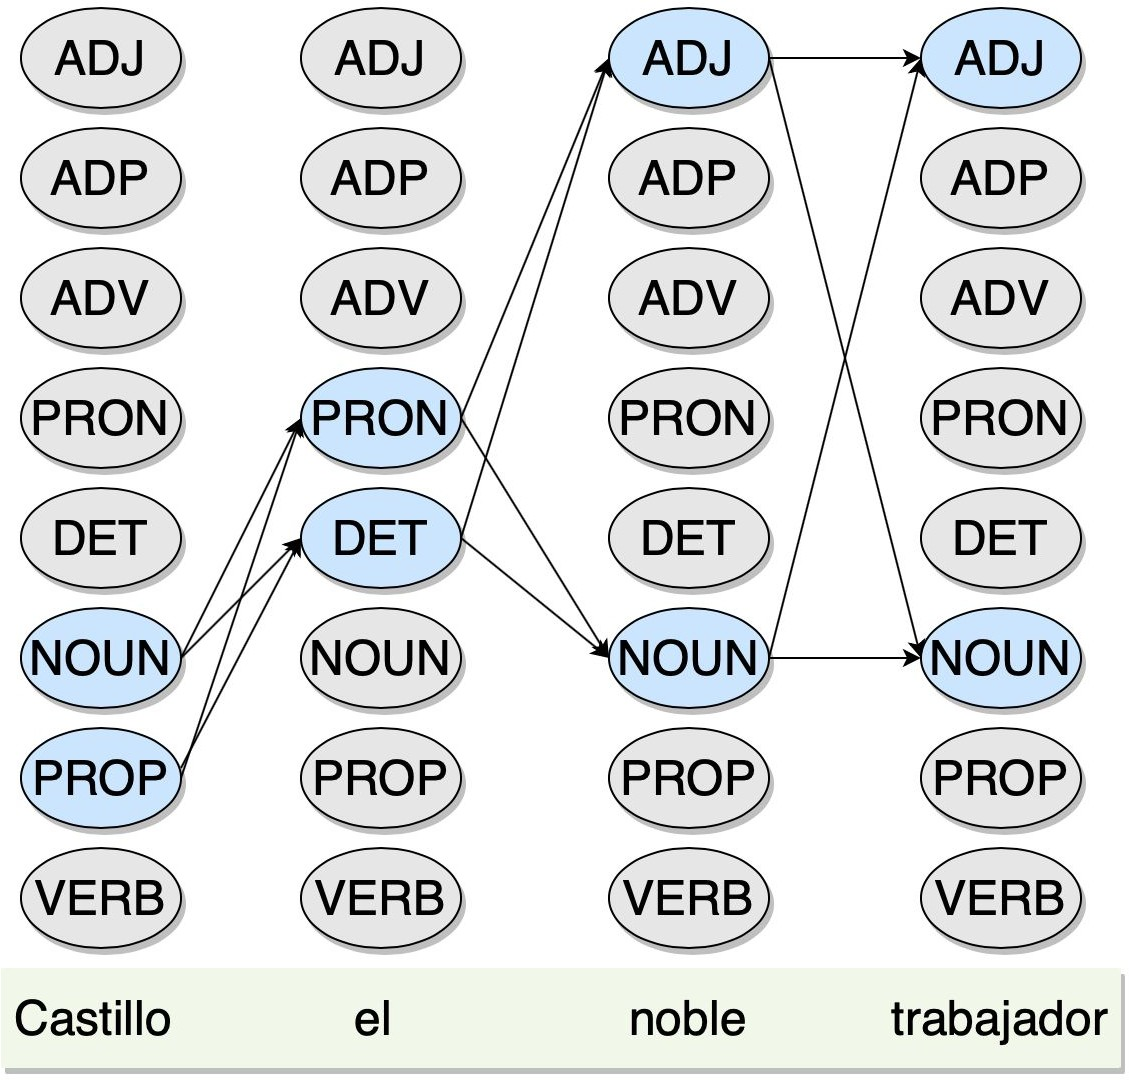 ADJ ADJ ADJ ADJ
ADP ADP ADP ADP
ADV ADV ADV ADV
PRON PRON PRON PRON
DET DET DET DET
NOUN NOUN NOUN NOUN
PROP PROP PROP PROP
VERB VERB VERB VERB
Castillo el noble trabajador